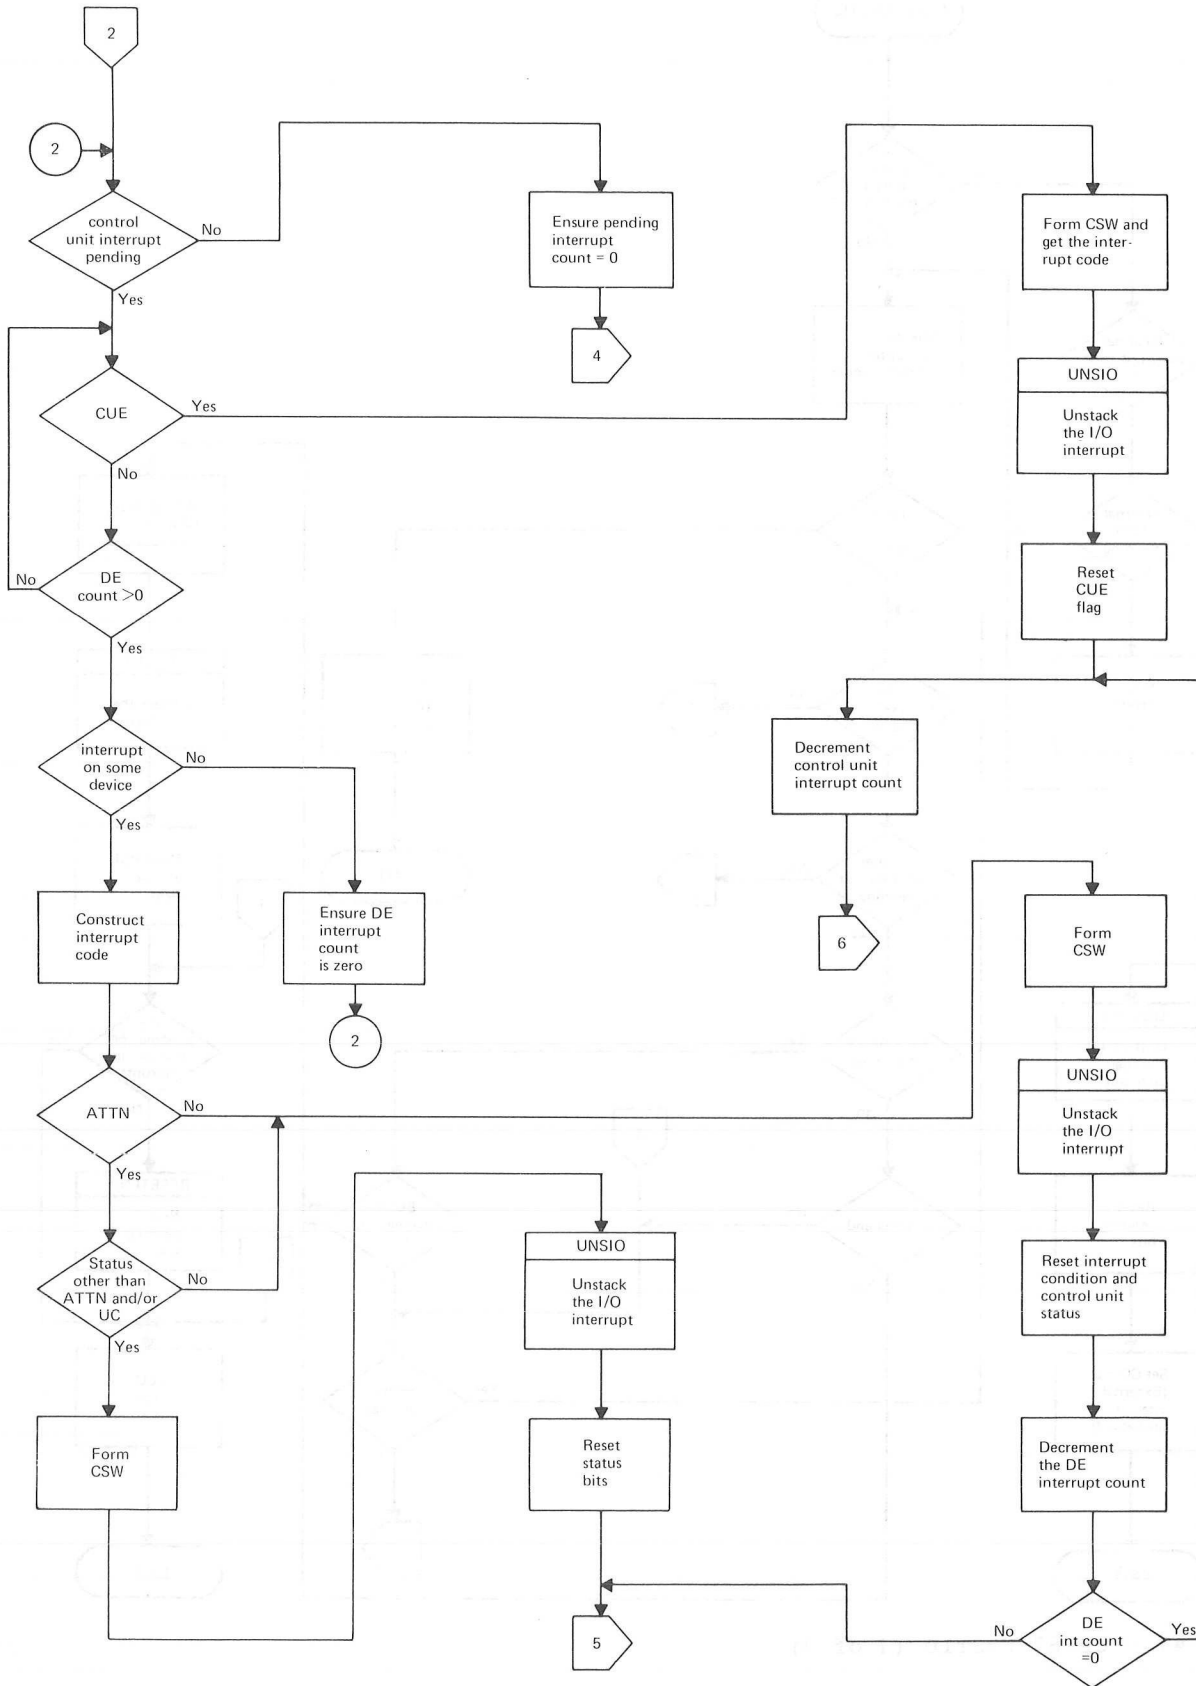 2
2
control
unit interrupt
pending
No
Yes
Ensure pending
interrupt
count = 0
4
Form CSW and
get the inter-
rupt code
CUE
Yes
No
UNSIO
Unstack
the I/O
interrupt
DE
count >0
No
Yes
Reset
CUE
flag
interrupt
on some
device
No
Yes
Decrement
control unit
interrupt count
6
Construct
interrupt
code
Ensure DE
interrupt
count
is zero
2
Form
CSW
ATTN
No
Yes
UNSIO
Unstack
the I/O
interrupt
Status
other than
ATTN and/or
UC
No
Yes
UNSIO
Unstack
the I/O
interrupt
Reset interrupt
condition and
control unit
status
Form
CSW
Reset
status
bits
Decrement
the DE
interrupt count
5
No
DE
int count
=0
Yes